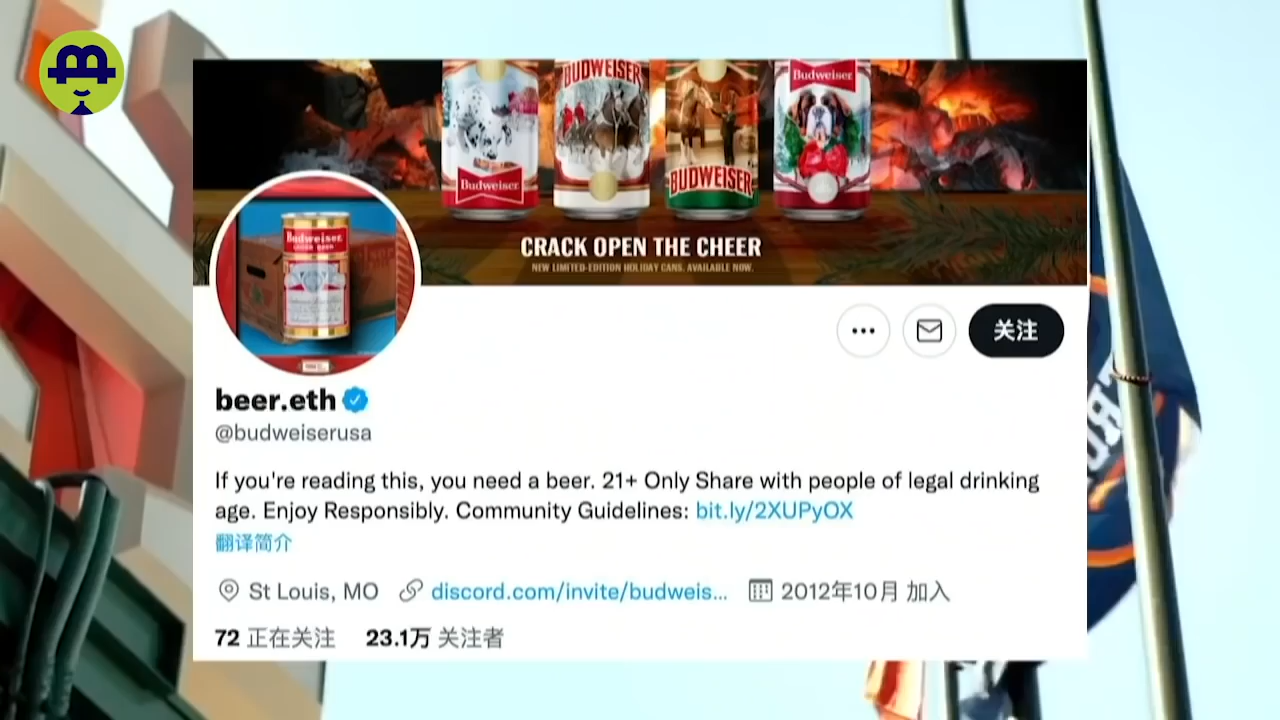 Budweiser
BUDWEISER
BUDWEISER
Budweiser
CRACK OPEN THE CHEER
NEW LIMITED-EDITION HOLIDAY CANS. AVAILABLE NOW.
Budweiser
LAGER BEER
关注
beer.eth
@budweiserusa
If you're reading this, you need a beer. 21+ Only Share with people of legal drinking
age. Enjoy Responsibly. Community Guidelines: bit.ly/2XUPyOX
翻译简介
St Louis, MO discord.com/invite/budweis... 2012年10月 加入
72 正在关注 23.1万 关注者